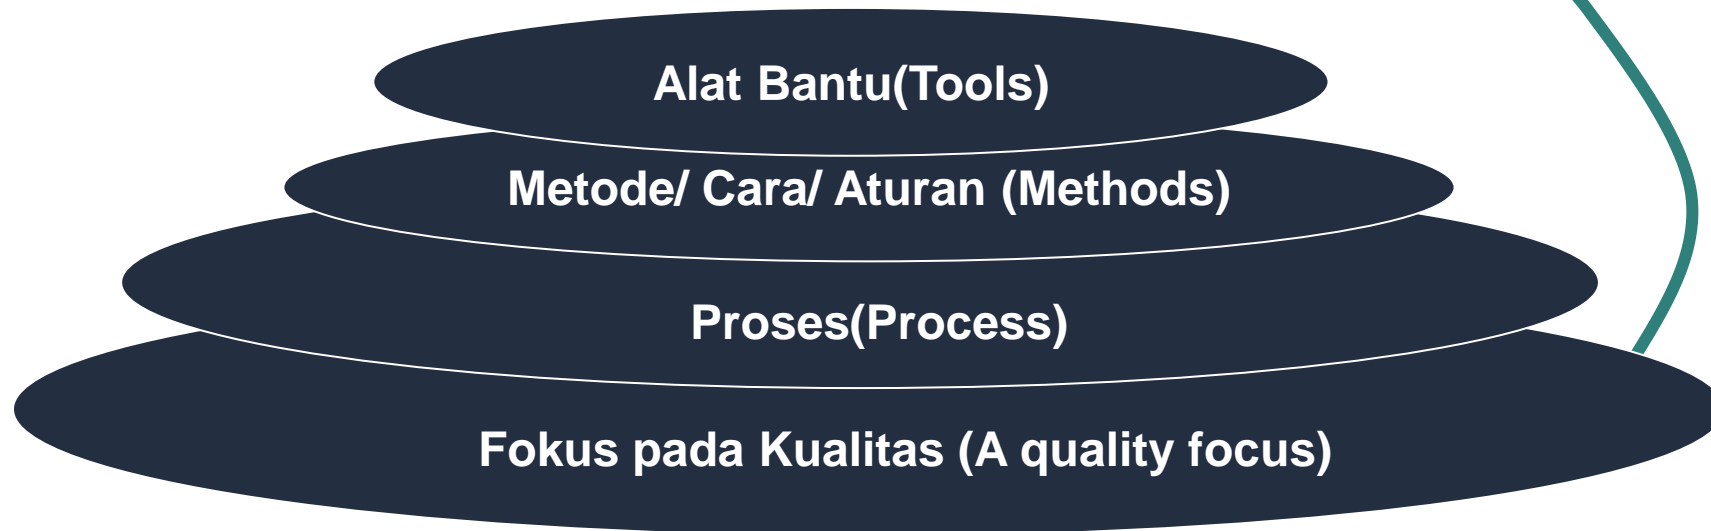 Alat Bantu(Tools)
Metode/ Cara/ Aturan (Methods)
Proses(Process)
Fokus pada Kualitas (A quality focus)